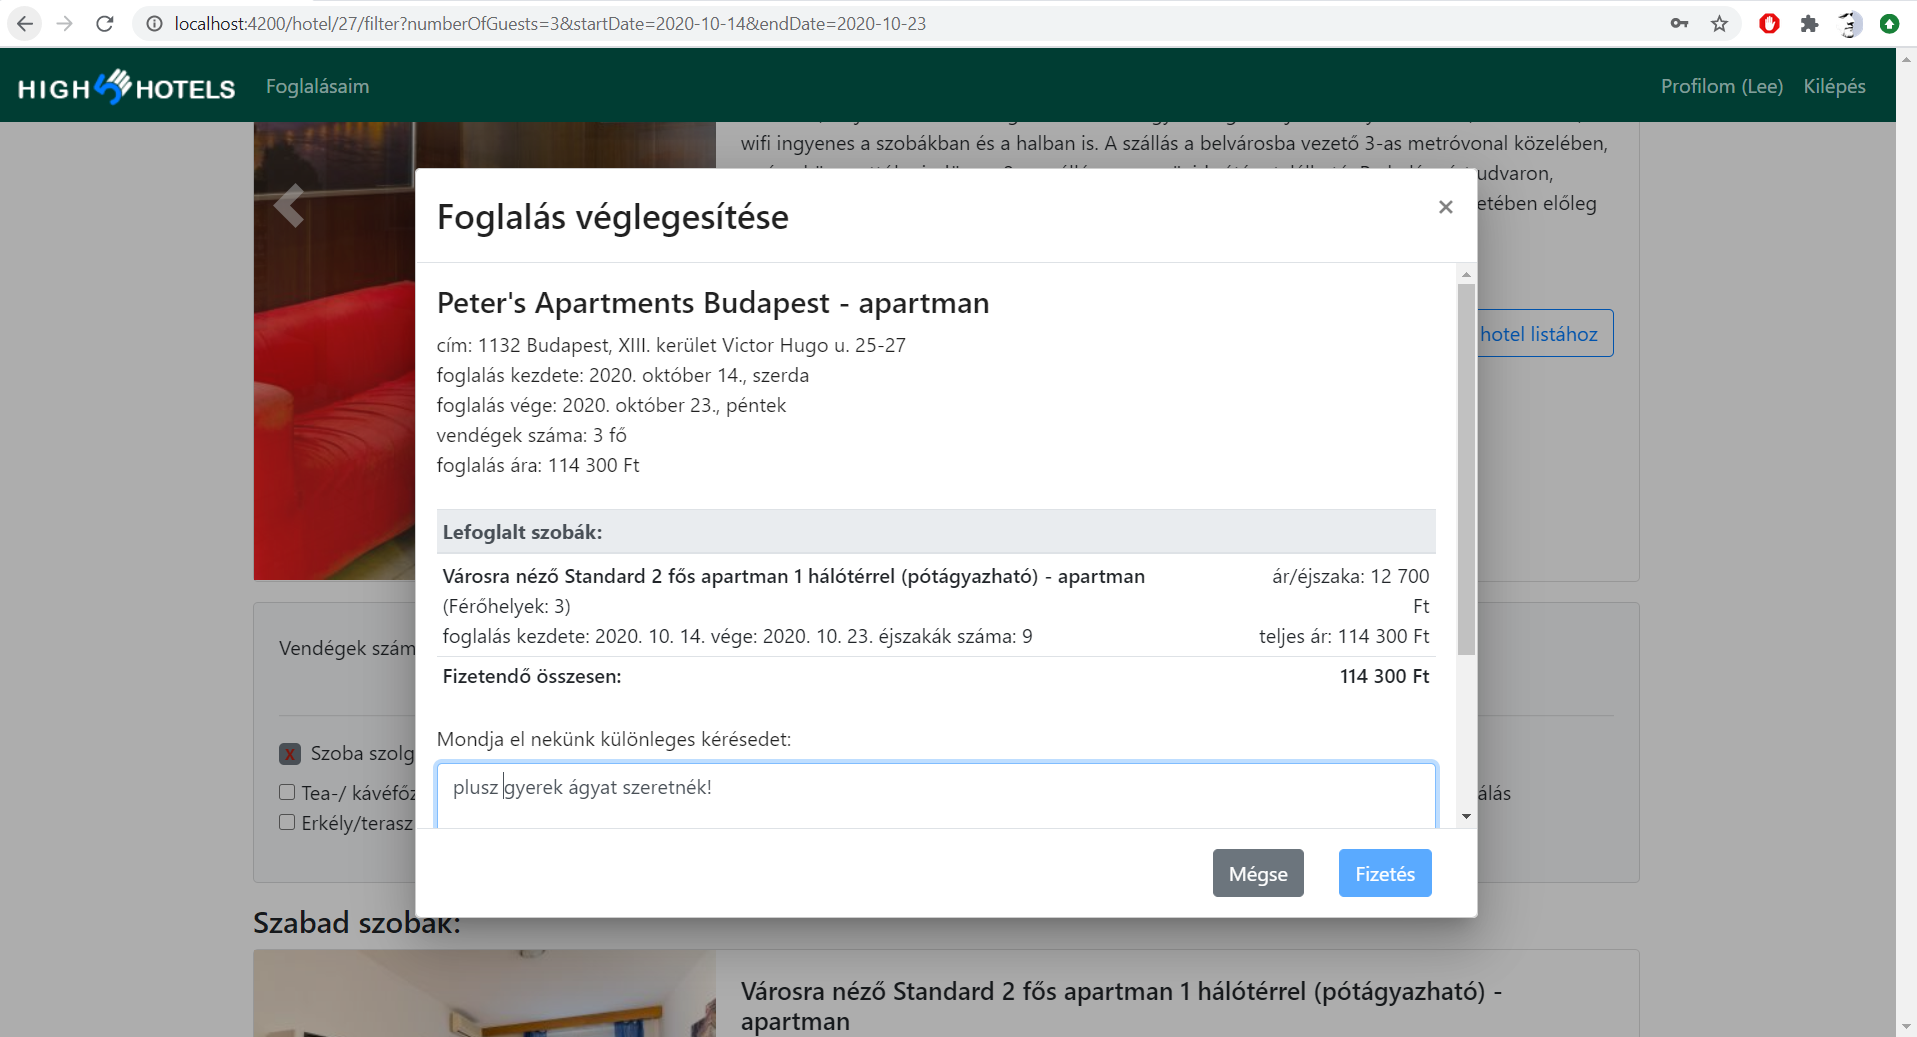 localhost:4200/hotel/27/filter?numberOfGuests=3&startDate=2020-10-14&endDate=2020-10-23
HIGH HOTELS Foglalásaim Profilom (Lee) Kilépés
wifi ingyenes a szobákban és a halban is. A szállás a belvárosba vezető 3-as metróvonal közelében,
udvaron,
előleg
Foglalás véglegesítése ×
Peter's Apartments Budapest - apartman
cím: 1132 Budapest, XIII. kerület Victor Hugo u. 25-27
hotel listához
foglalás kezdete: 2020. október 14., szerda
foglalás vége: 2020. október 23., péntek
vendégek száma: 3 fő
foglalás ára: 114 300 Ft
Lefoglalt szobák:
Városra néző Standard 2 fős apartman 1 hálótérrel (pótágyazható) - apartman ár/éjszaka: 12 700
(Férőhelyek: 3) Ft
foglalás kezdete: 2020. 10. 14. vége: 2020. 10. 23. éjszakák száma: 9 teljes ár: 114 300 Ft
Vendégek szám
Fizetendő összesen: 114 300 Ft
Mondja el nekünk különleges kérésedet:
X Szoba szolg
plusz gyerek ágyat szeretnék!
Tea-/ kávéfőz
álás
Erkély/terasz
Mégse Fizetés
Szabad szobák:
Városra néző Standard 2 fős apartman 1 hálótérrel (pótágyazható) -
apartman